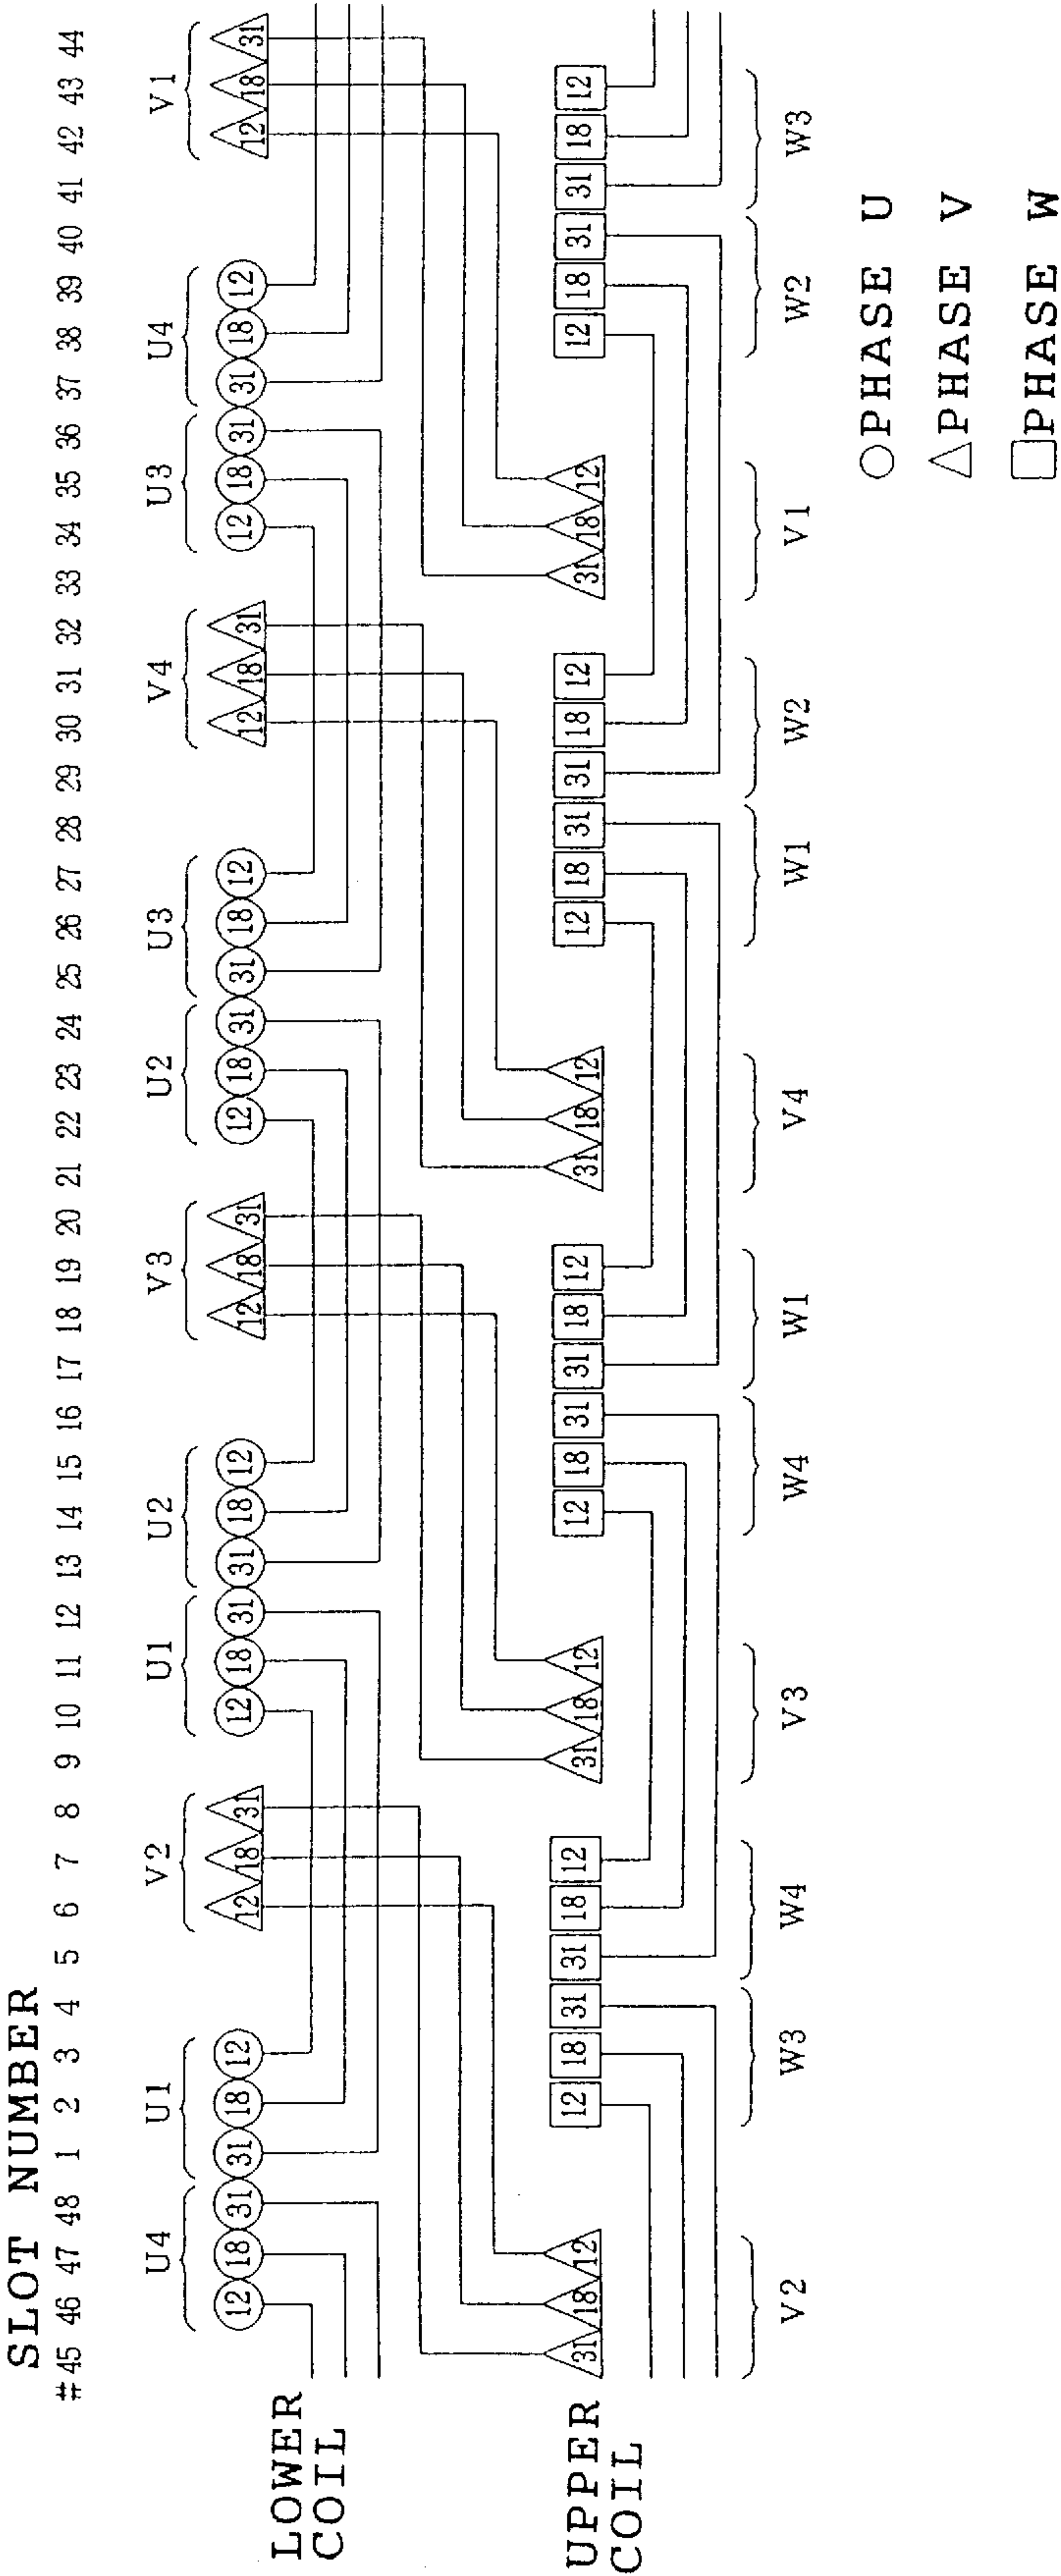 SLOT NUMBER
#45 46 47 48 1 2 3 4 5 6 7 8 9 10 11 12 13 14 15 16 17 18 19 20 21 22 23 24 25 26 27 28 29 30 31 32 33 34 35 36 37 38 39 40 41 42 43 44
U4 U1 V2 U1 U2 V3 U2 U3 V4 U3 U4 V1
12 18 31 31 18 12 12 18 31 12 18 31 31 18 12 12 18 31 12 18 31 31 18 12 12 18 31 12 18 31 31 18 12 12 18 31
LOWER
COIL
31 18 12 12 18 31 31 18 12 31 18 12 12 18 31 31 18 12 31 18 12 12 18 31 31 18 12 31 18 12 12 18 31 31 18 12
UPPER
COIL
V2 W3 W4 V3 W4 W1 V4 W1 W2 V1 W2 W3
PHASE U
PHASE V
PHASE W